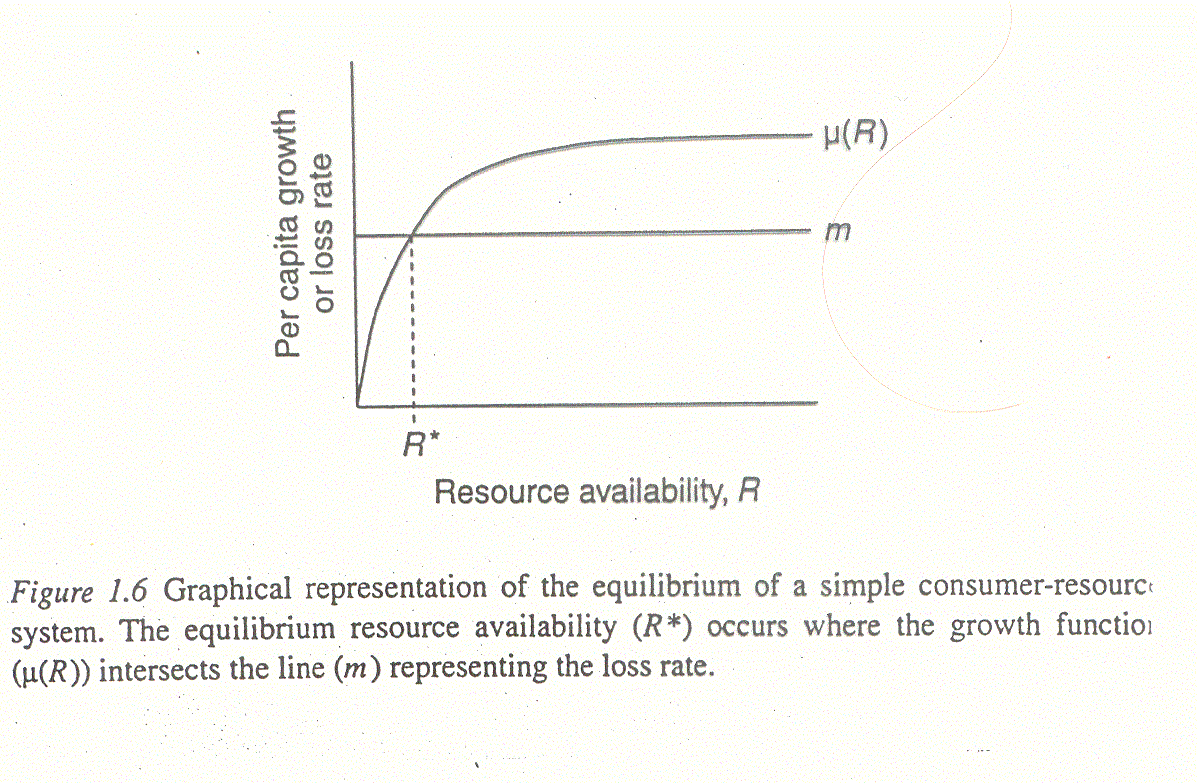 Per capita growth
or loss rate
μ(R)
m
R*
Resource availability, R
Figure 1.6 Graphical representation of the equilibrium of a simple consumer-resourc
system. The equilibrium resource availability (R*) occurs where the growth functio
(μ(R)) intersects the line (m) representing the loss rate.